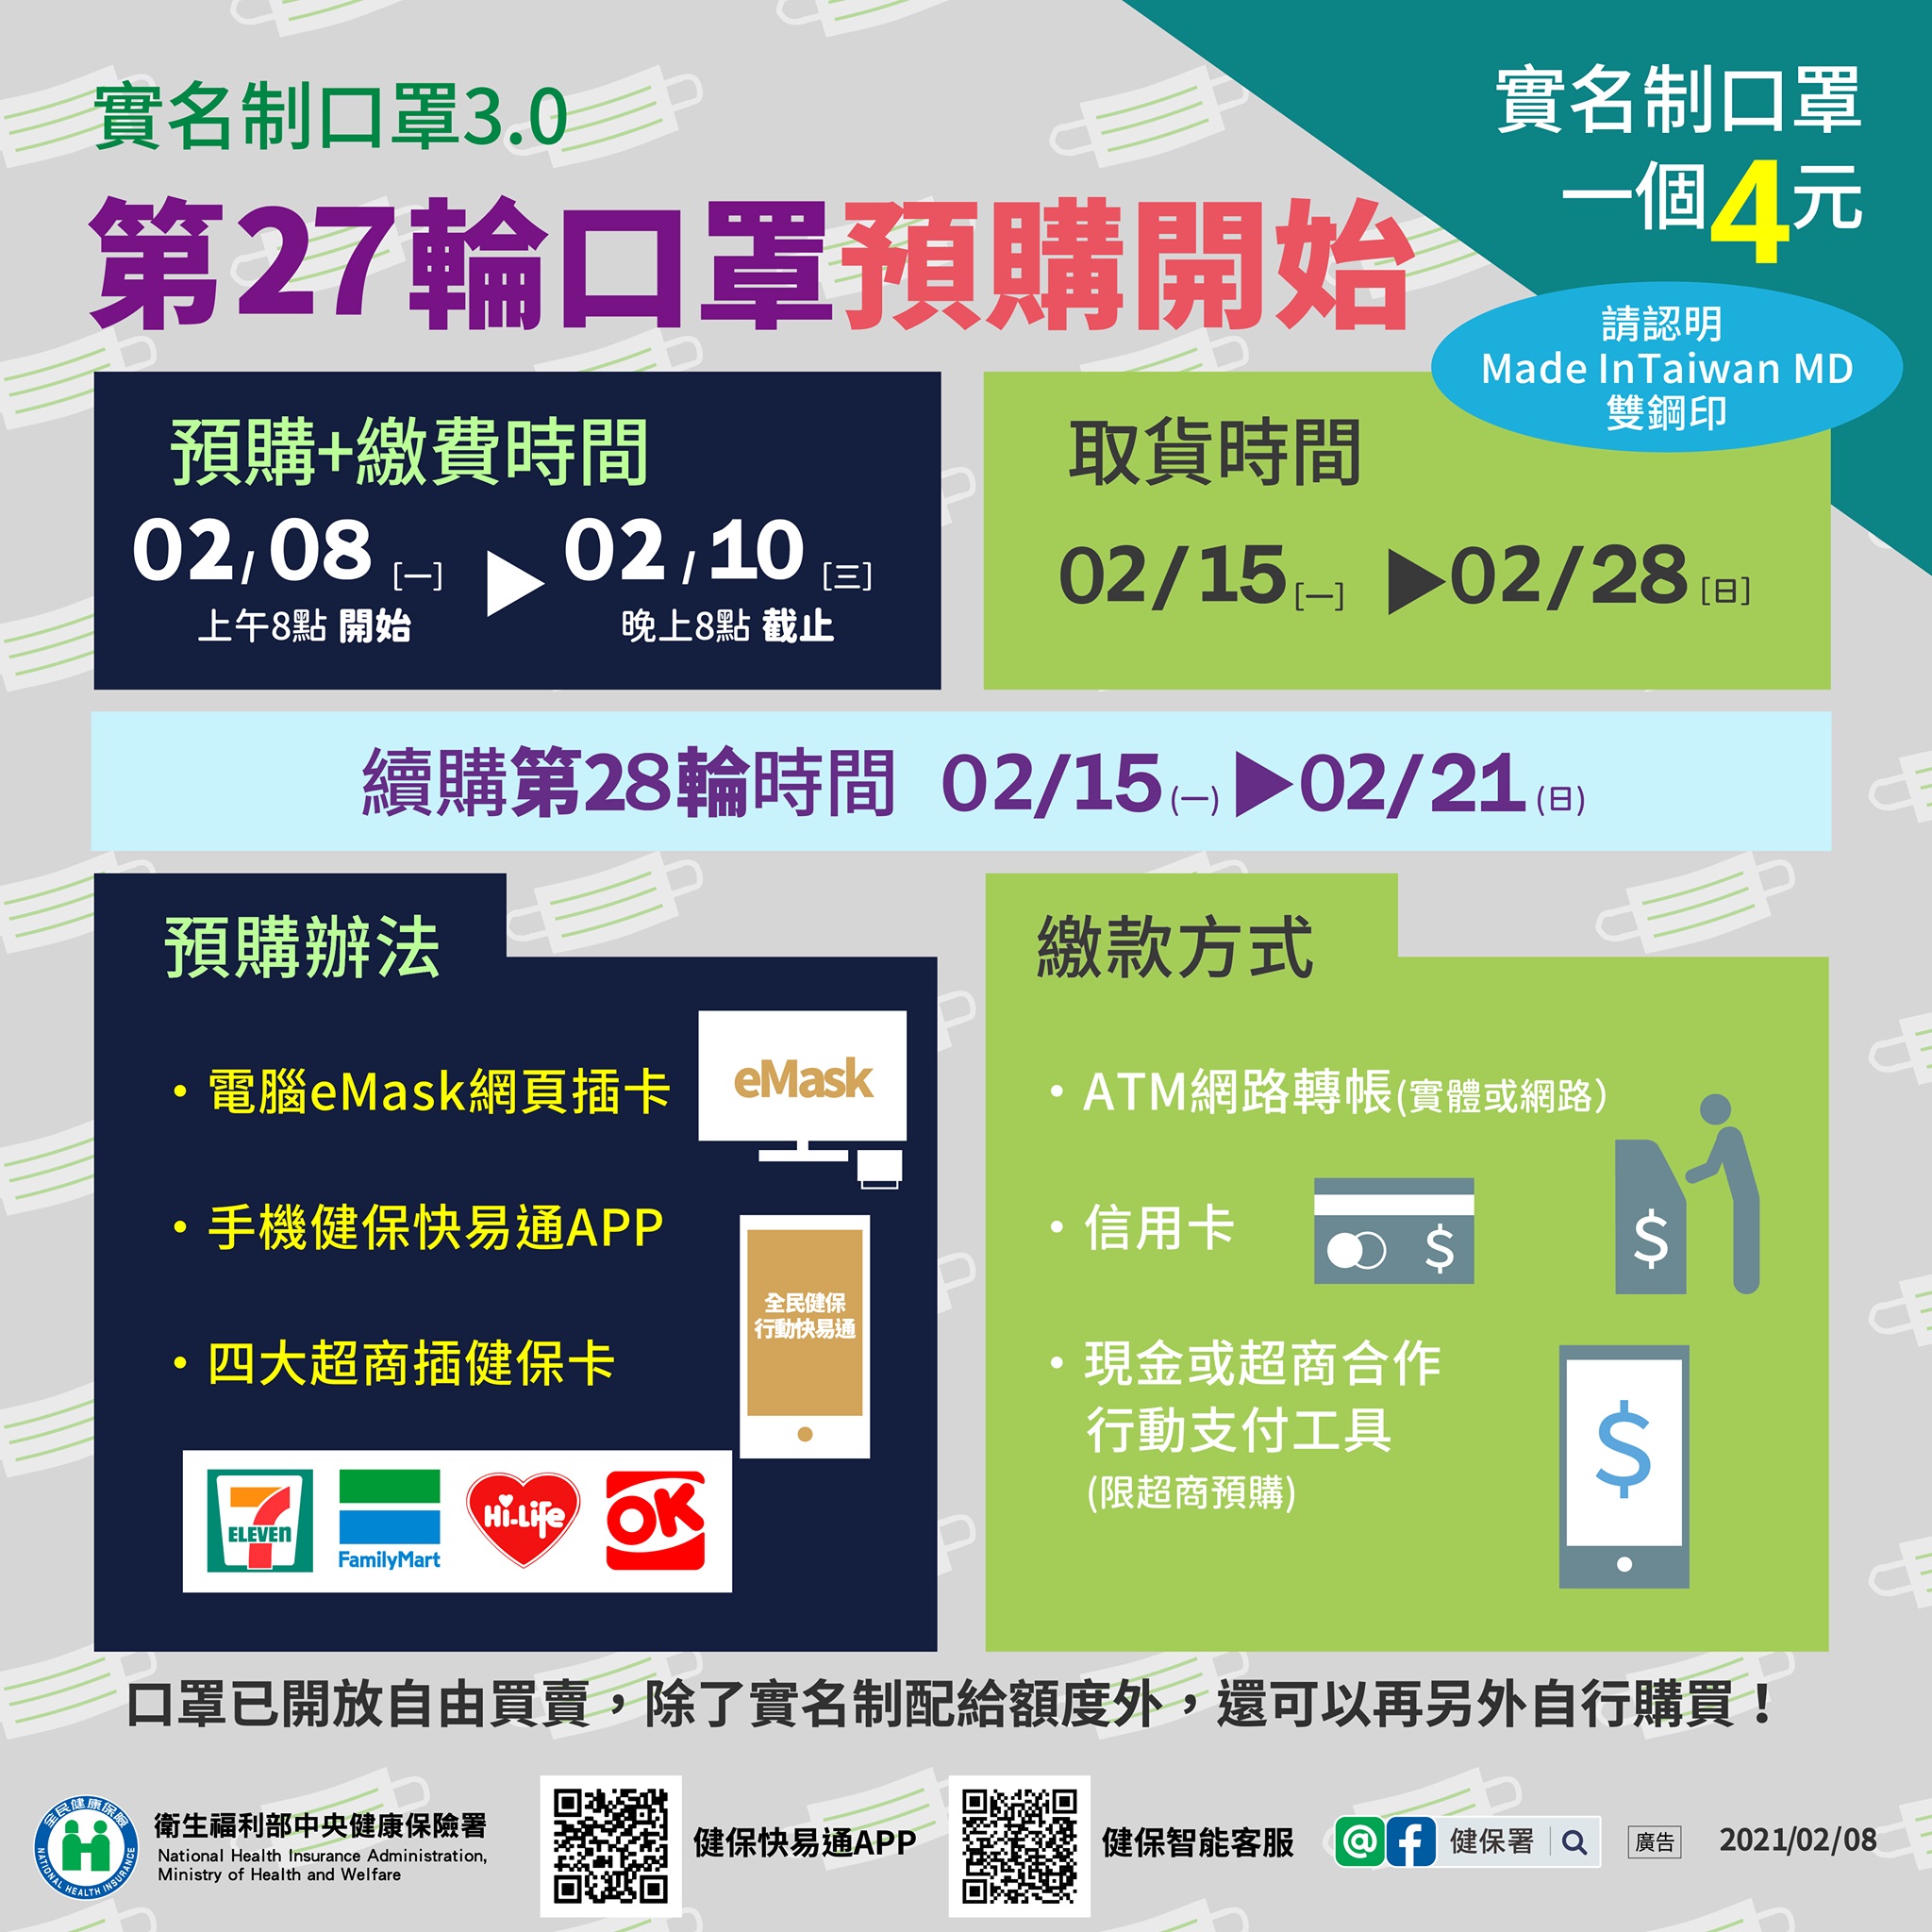 實名制口罩3.0
第27輪口罩預購開始
實名制口罩
一個4元
請認明
Made InTaiwan MD
雙鋼印
預購+繳費時間
02/08[一] ▶ 02/10[三]
上午8點 開始 晚上8點 截止
取貨時間
02/15[一] ▶ 02/28[日]
續購第28輪時間 02/15(一) ▶ 02/21(日)
預購辦法
• 電腦eMask網頁插卡
eMask
• 手機健保快易通APP
全民健保
行動快易通
• 四大超商插健保卡
7 ELEVEN
FamilyMart
Hi-Life
OK
繳款方式
• ATM網路轉帳(實體或網路)
• 信用卡
$
$
• 現金或超商合作
行動支付工具
(限超商預購)
$
口罩已開放自由買賣，除了實名制配給額度外，還可以再另外自行購買！
全民健康保險
NATIONAL HEALTH INSURANCE
衛生福利部中央健康保險署
National Health Insurance Administration,
Ministry of Health and Welfare
健保快易通APP
健保智能客服
@ f 健保署
廣告
2021/02/08